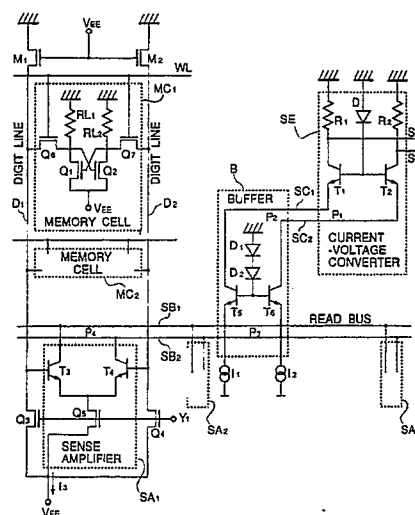 VEE
M1
M2
WL
MC1
RL1
RL2
Q6
Q7
Q1
Q2
VEE
MEMORY CELL
DIGIT LINE
DIGIT LINE
D1
D2
MEMORY CELL
MC2
SE
R1
D
R2
S
S
T1
T2
CURRENT
-VOLTAGE
CONVERTER
B
BUFFER
SC1
P2
P1
SC2
D1
D2
T5
T6
SB1
READ BUS
P4
SB2
P3
I1
I2
T3
T4
Q3
Q5
Q4
Y1
SENSE
AMPLIFIER
SA1
SA2
SA
I3
VEE